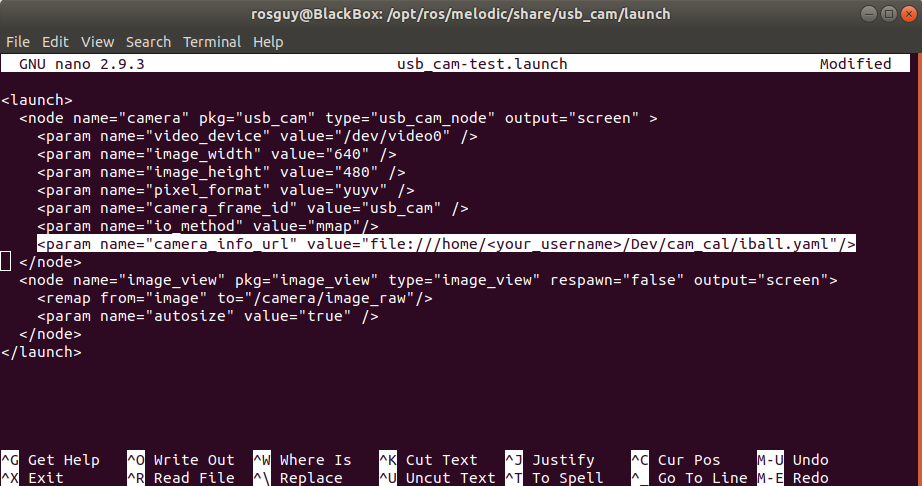 rosguy@BlackBox: /opt/ros/melodic/share/usb_cam/launch
File Edit View Search Terminal Help
GNU nano 2.9.3 usb_cam-test.launch Modified
<launch>
  <node name="camera" pkg="usb_cam" type="usb_cam_node" output="screen" >
    <param name="video_device" value="/dev/video0" />
    <param name="image_width" value="640" />
    <param name="image_height" value="480" />
    <param name="pixel_format" value="yuyv" />
    <param name="camera_frame_id" value="usb_cam" />
    <param name="io_method" value="mmap"/>
    <param name="camera_info_url" value="file:///home/<your_username>/Dev/cam_cal/iball.yaml"/>
  </node>
  <node name="image_view" pkg="image_view" type="image_view" respawn="false" output="screen">
    <remap from="image" to="/camera/image_raw"/>
    <param name="autosize" value="true" />
  </node>
</launch>
^G Get Help ^O Write Out ^W Where Is ^K Cut Text ^J Justify ^C Cur Pos M-U Undo
^X Exit ^R Read File ^\ Replace ^U Uncut Text ^T To Spell ^_ Go To Line M-E Redo